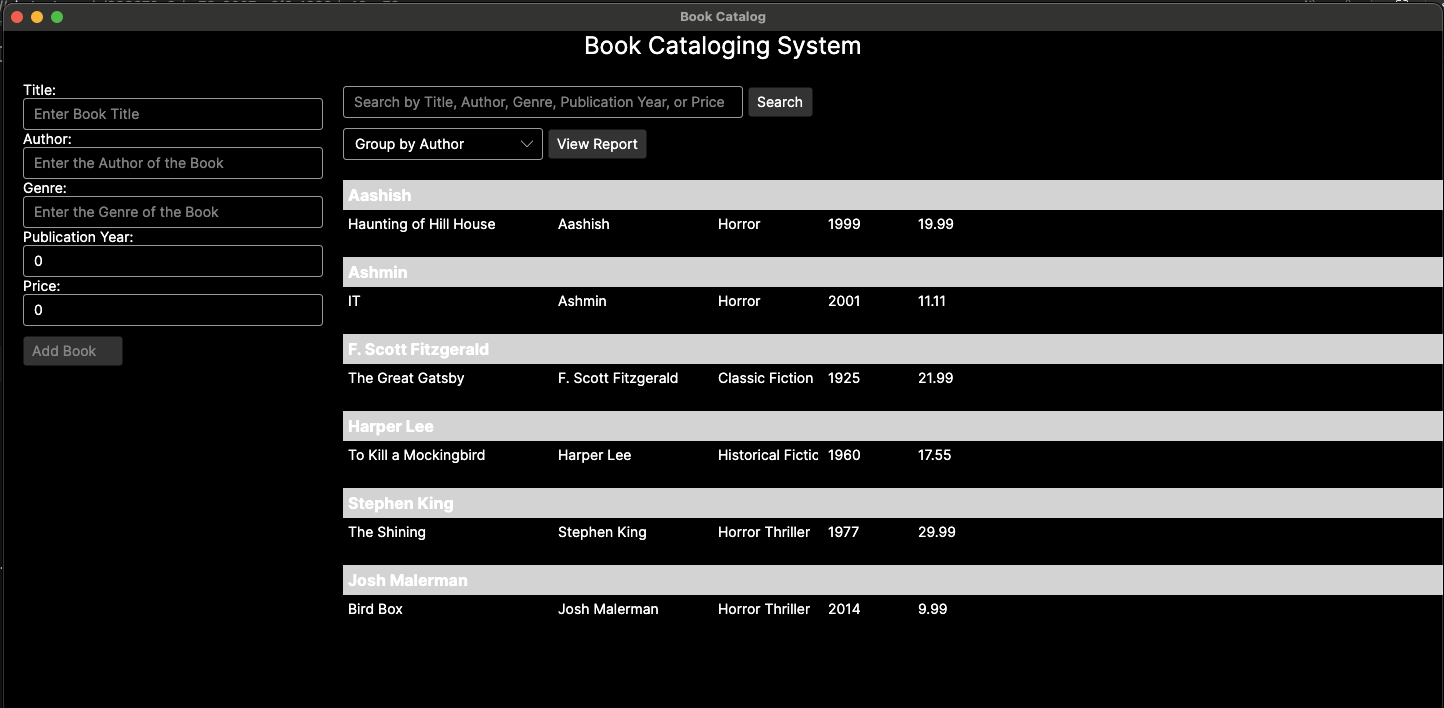 Book Catalog
Book Cataloging System
Title:
Enter Book Title
Author:
Enter the Author of the Book
Genre:
Enter the Genre of the Book
Publication Year:
0
Price:
0
Add Book
Search by Title, Author, Genre, Publication Year, or Price Search
Group by Author View Report
Aashish
Haunting of Hill House Aashish Horror 1999 19.99
Ashmin
IT Ashmin Horror 2001 11.11
F. Scott Fitzgerald
The Great Gatsby F. Scott Fitzgerald Classic Fiction 1925 21.99
Harper Lee
To Kill a Mockingbird Harper Lee Historical Fictic 1960 17.55
Stephen King
The Shining Stephen King Horror Thriller 1977 29.99
Josh Malerman
Bird Box Josh Malerman Horror Thriller 2014 9.99